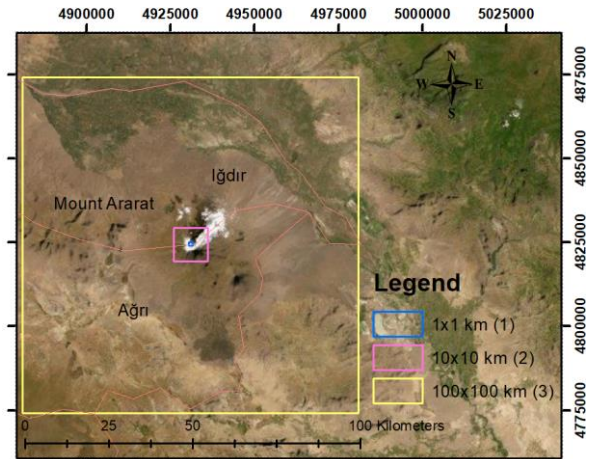 4900000 4925000 4950000 4975000 5000000 5025000
N
W E
S
4875000
4850000
4825000
4800000
4775000
Iğdır
Mount Ararat
Ağrı
Legend
1x1 km (1)
10x10 km (2)
100x100 km (3)
0 25 50 100 Kilometers